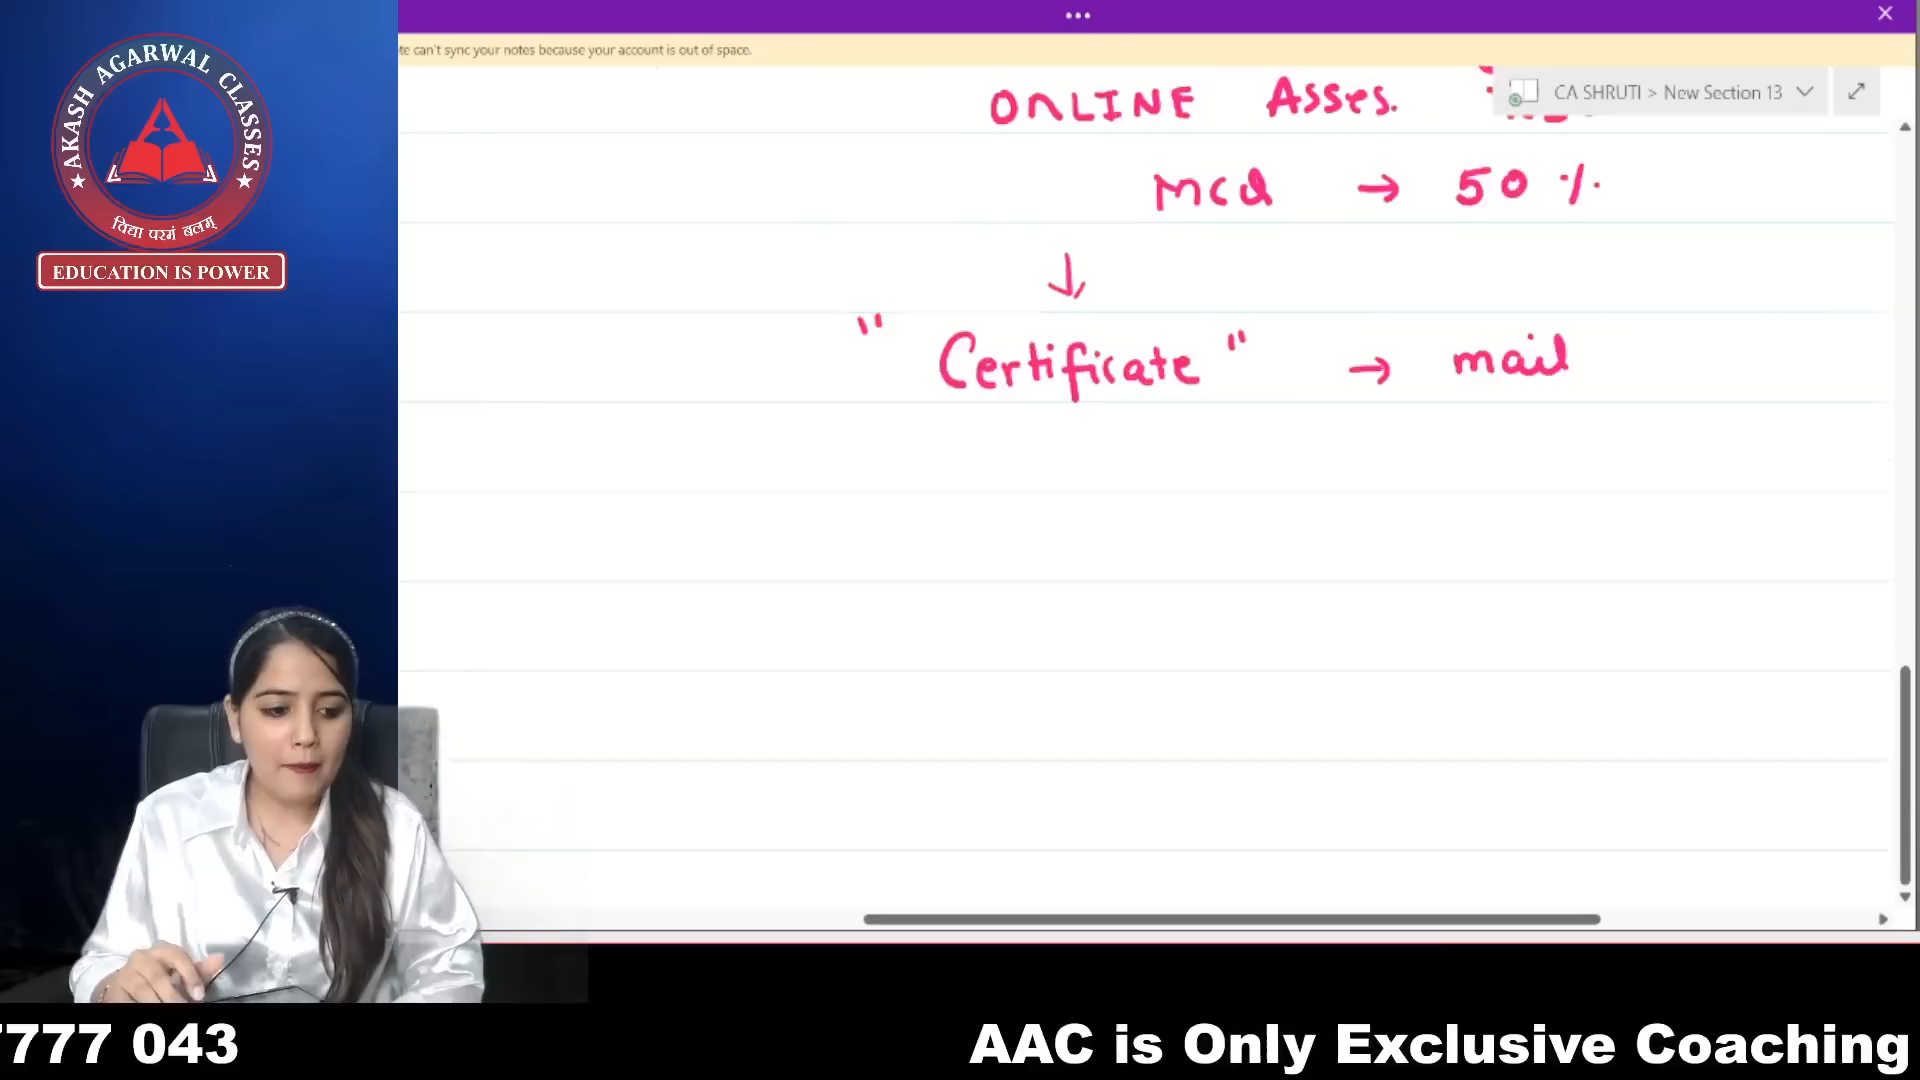 AKASH AGARWAL CLASSES
विद्या परमं बलम्
EDUCATION IS POWER
can't sync your notes because your account is out of space.
CA SHRUTI > New Section 13
ONLINE Asses.
MCQ → 50 %
↓
" Certificate " → mail
777 043
AAC is Only Exclusive Coaching